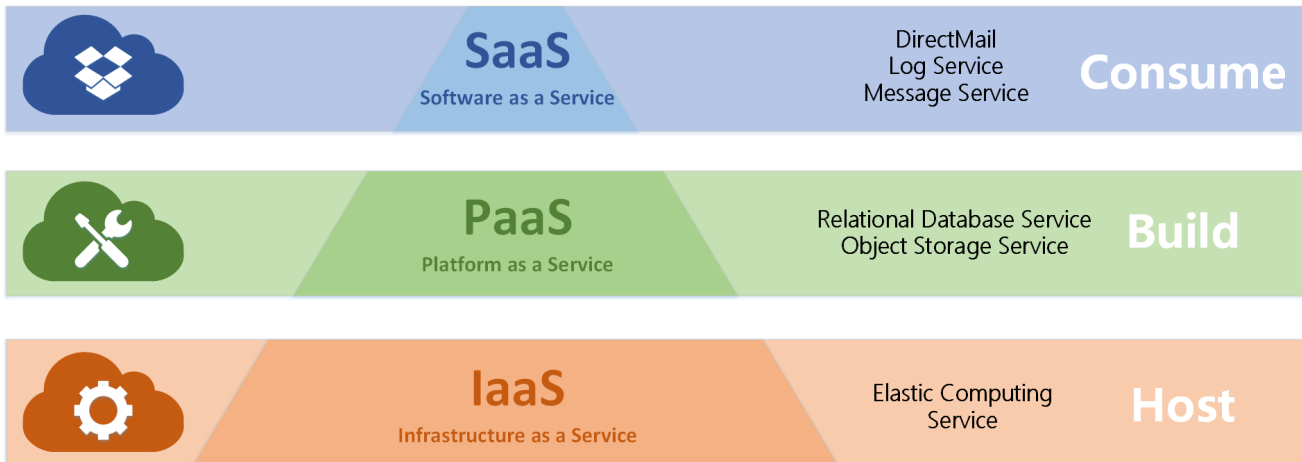 SaaS
Software as a Service
DirectMail
Log Service
Message Service
Consume
PaaS
Platform as a Service
Relational Database Service
Object Storage Service
Build
IaaS
Infrastructure as a Service
Elastic Computing
Service
Host